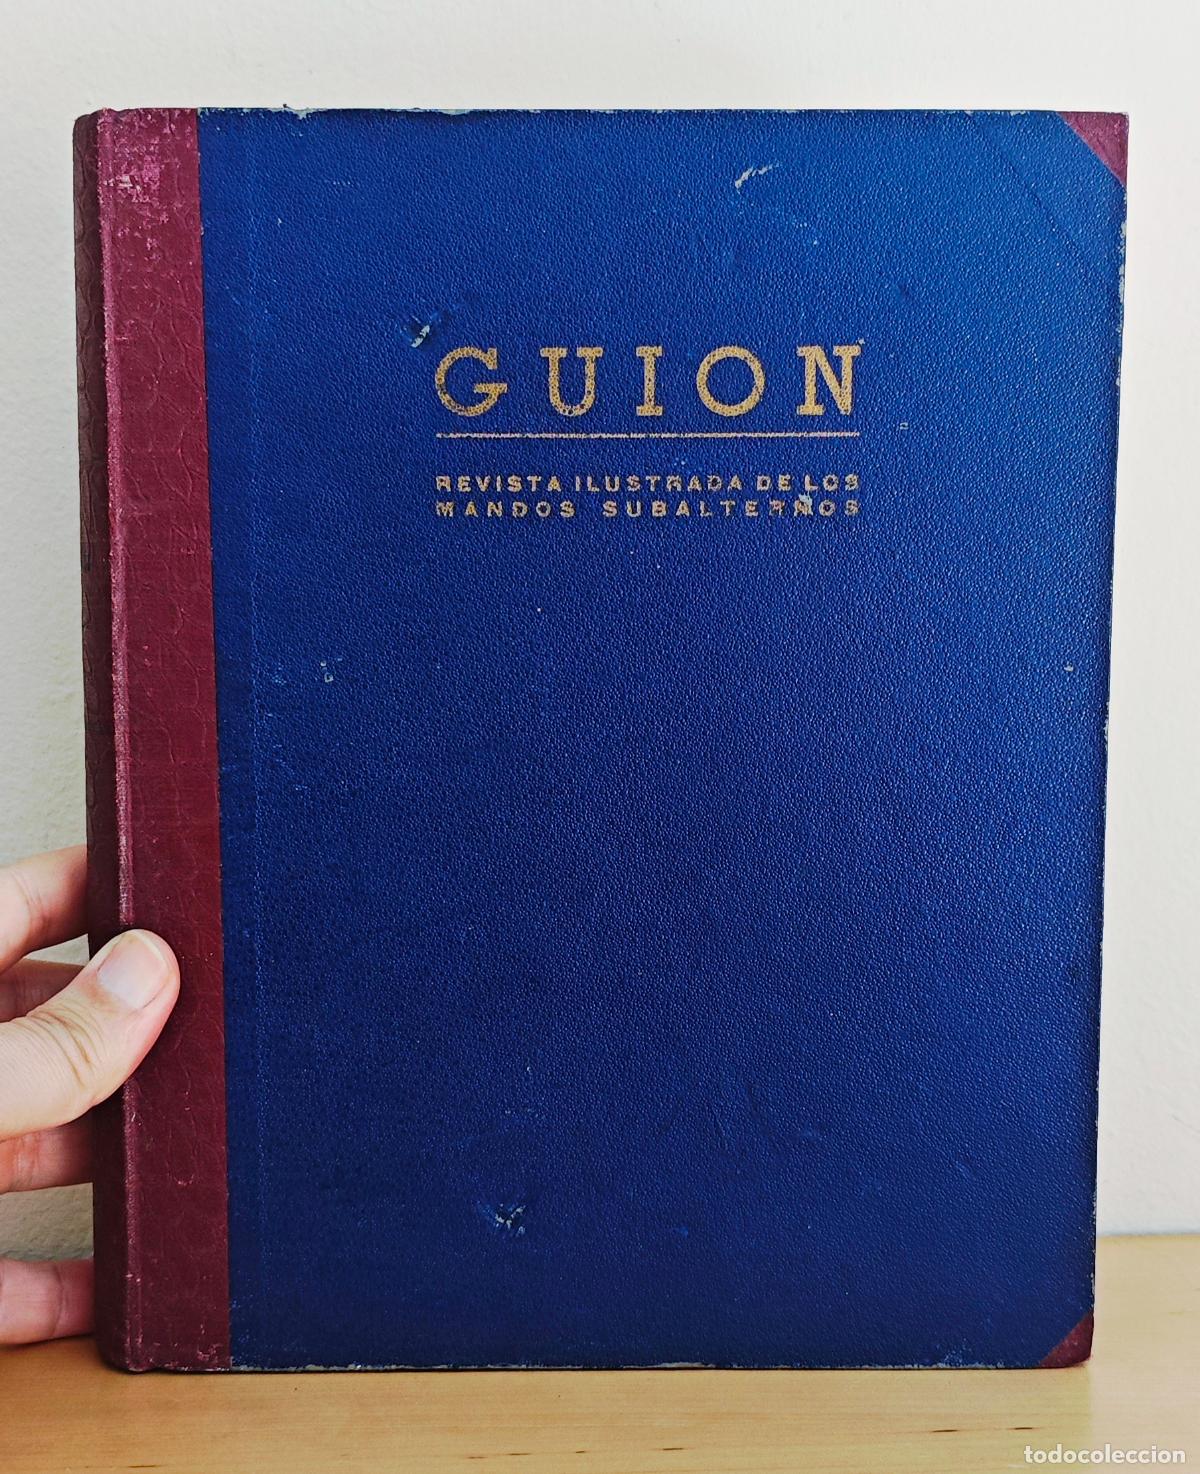 GUION
REVISTA ILUSTRADA DE LOS
MANDOS SUBALTERNOS
todocoleccion